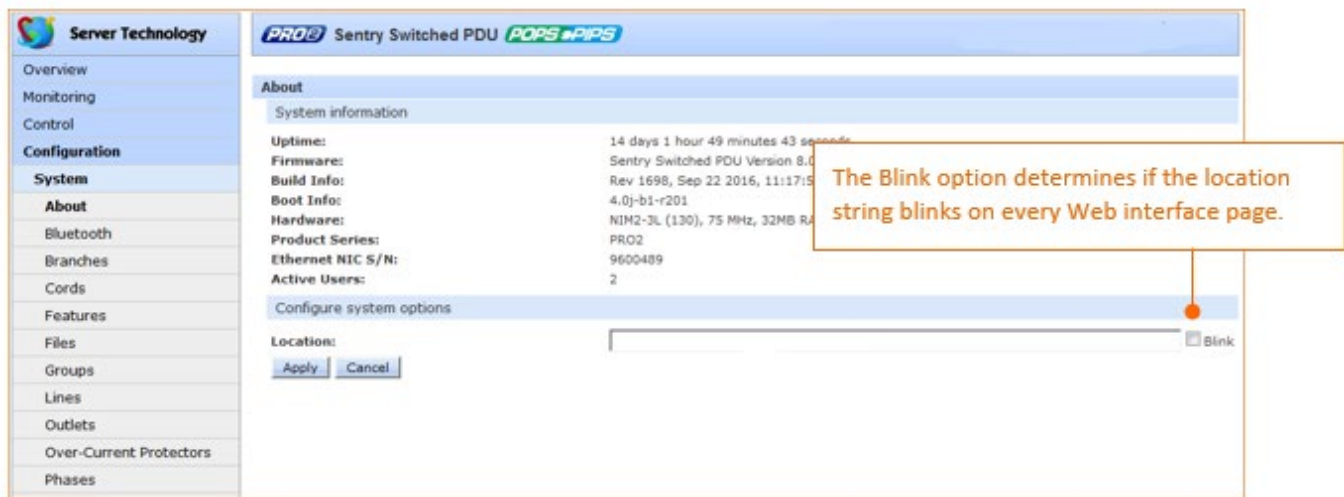 Server Technology
PRO2 Sentry Switched PDU POPS PIPS
Overview
Monitoring
Control
Configuration
System
About
Bluetooth
Branches
Cords
Features
Files
Groups
Lines
Outlets
Over-Current Protectors
Phases
About
System information
Uptime: 14 days 1 hour 49 minutes 43 seconds
Firmware: Sentry Switched PDU Version 8.0
Build Info: Rev 1698, Sep 22 2016, 11:17:5
Boot Info: 4.0j-b1-r201
Hardware: NIM2-3L (130), 75 MHz, 32MB RA
Product Series: PRO2
Ethernet NIC S/N: 9600489
Active Users: 2
Configure system options
Location: Blink
Apply Cancel
The Blink option determines if the location
string blinks on every Web interface page.